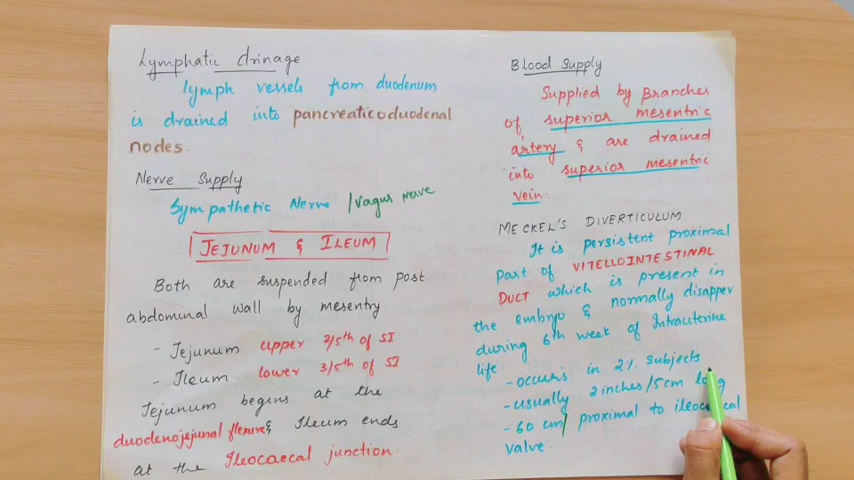 Lymphatic drinage
lymph vessels from duodenum
is drained into pancreaticoduodenal
nodes.
Nerve Supply
Sympathetic Nerve /Vagus nerve
JEJUNUM & ILEUM
Both are suspended from post
abdominal wall by mesentry.
- Jejunum upper 2/5th of SI
- Ileum lower 3/5th of SI
Jejunum begins at the
duodenojejunal flexure & Ileum ends
at the Ileocaecal junction.
Blood Supply
Supplied by Branches
of superior mesentric
artery & are drained
into superior mesentric
vein.
MECKEL'S DIVERTICULUM
It is persistent proximal
part of VITELLOINTESTINAL
DUCT which is present in
the embryo & normally disapper
during 6th week of Intrauterine
life.
- occurs in 2% subjects
- usually 2 inches/5cm long
- 60 cm/ proximal to ileocaecal
valve.